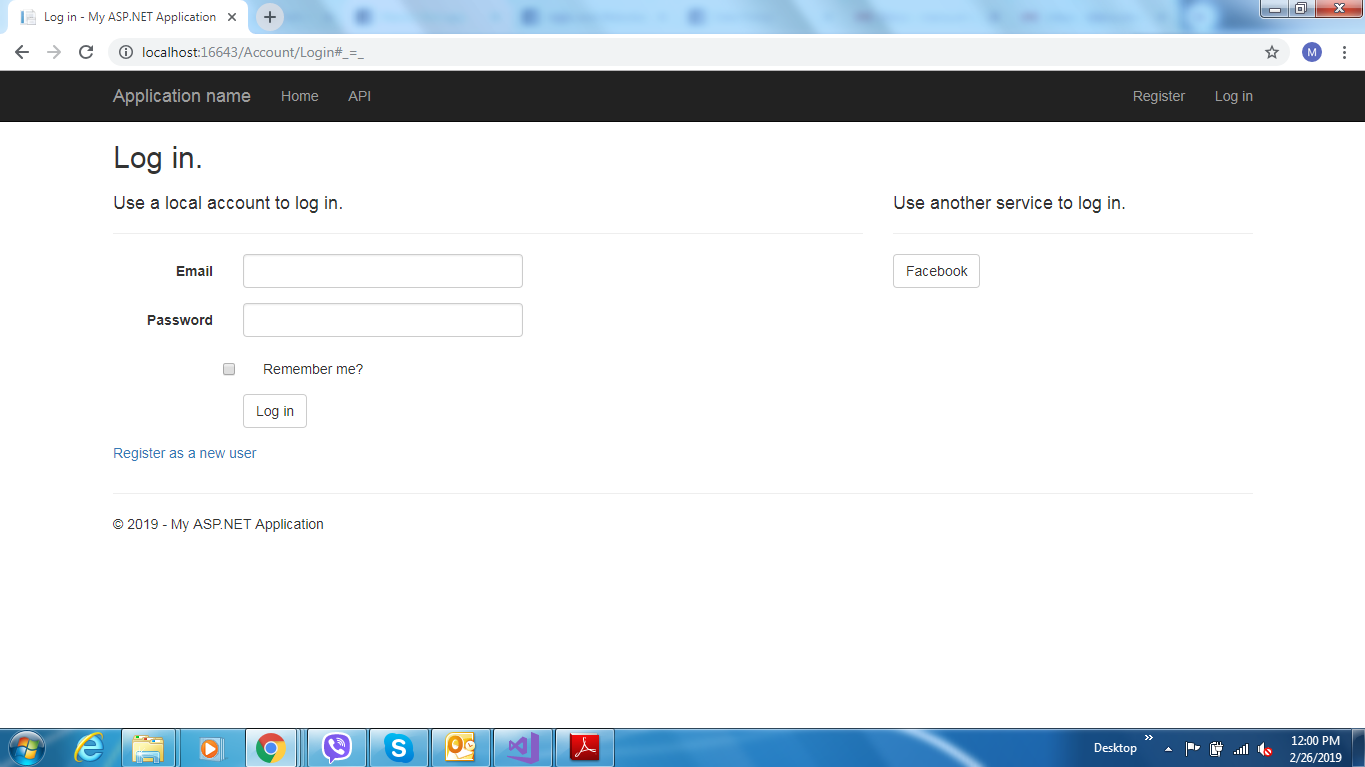 Log in - My ASP.NET Application
localhost:16643/Account/Login#_=_
M
Application name
Home
API
Register
Log in
Log in.
Use a local account to log in.
Use another service to log in.
Email
Facebook
Password
Remember me?
Log in
Register as a new user
© 2019 - My ASP.NET Application
Desktop
12:00 PM
2/26/2019